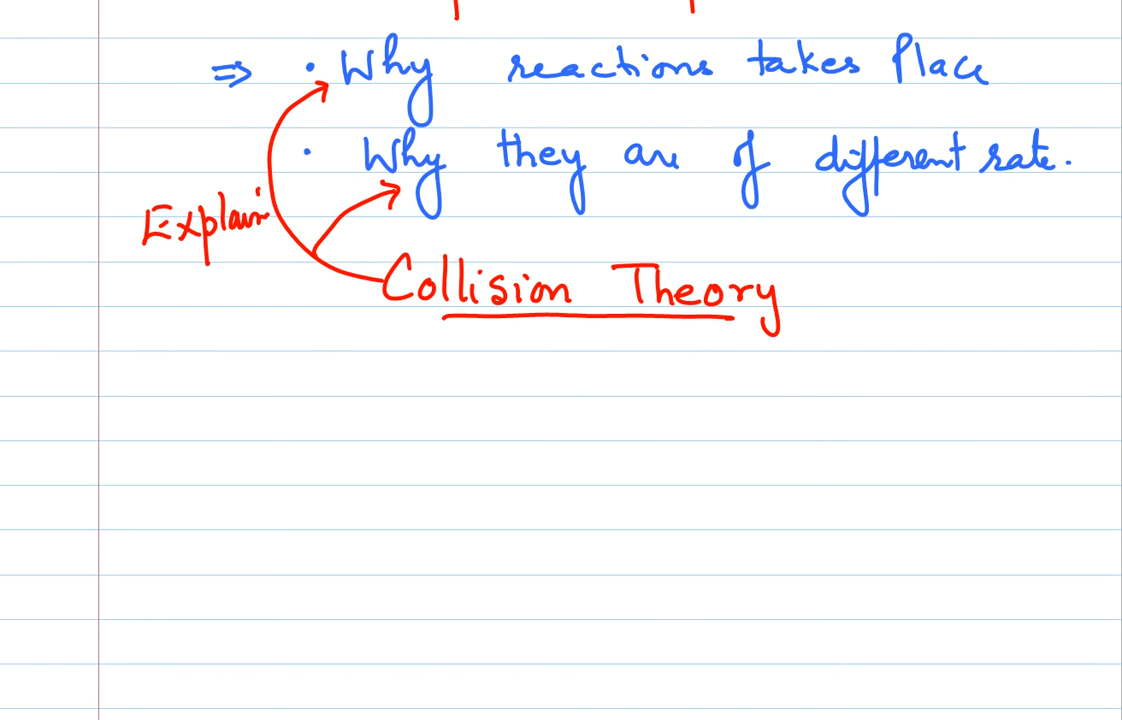 ⇒ · Why reactions takes Place
· Why they are of different rate.
Explain
Collision Theory